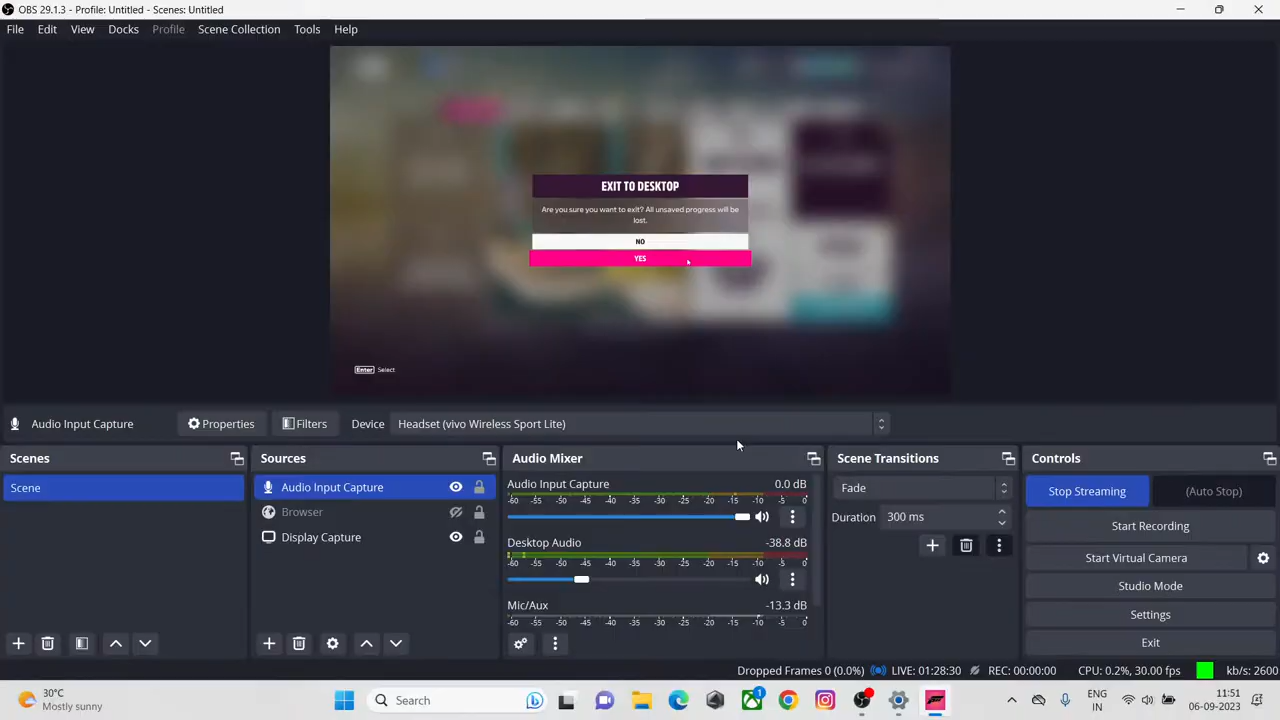 OBS 29.1.3 - Profile: Untitled - Scenes: Untitled
File Edit View Docks Profile Scene Collection Tools Help
EXIT TO DESKTOP
Are you sure you want to exit? All unsaved progress will be
lost.
NO
YES
Enter Select
Audio Input Capture Properties Filters Device Headset (vivo Wireless Sport Lite)
Scenes
Scene
Sources
Audio Input Capture
Browser
Display Capture
Audio Mixer
Audio Input Capture 0.0 dB
-60 -55 -50 -45 -40 -35 -30 -25 -20 -15 -10 -5 0
Desktop Audio -38.8 dB
-60 -55 -50 -45 -40 -35 -30 -25 -20 -15 -10 -5 0
Mic/Aux -13.3 dB
-60 -55 -50 -45 -40 -35 -30 -25 -20 -15 -10 -5 0
Scene Transitions
Fade
Duration 300 ms
Controls
Stop Streaming (Auto Stop)
Start Recording
Start Virtual Camera
Studio Mode
Settings
Exit
Dropped Frames 0 (0.0%) LIVE: 01:28:30 REC: 00:00:00 CPU: 0.2%, 30.00 fps kb/s: 2600
30°C
Mostly sunny
Search
1
ENG
IN
11:51
06-09-2023